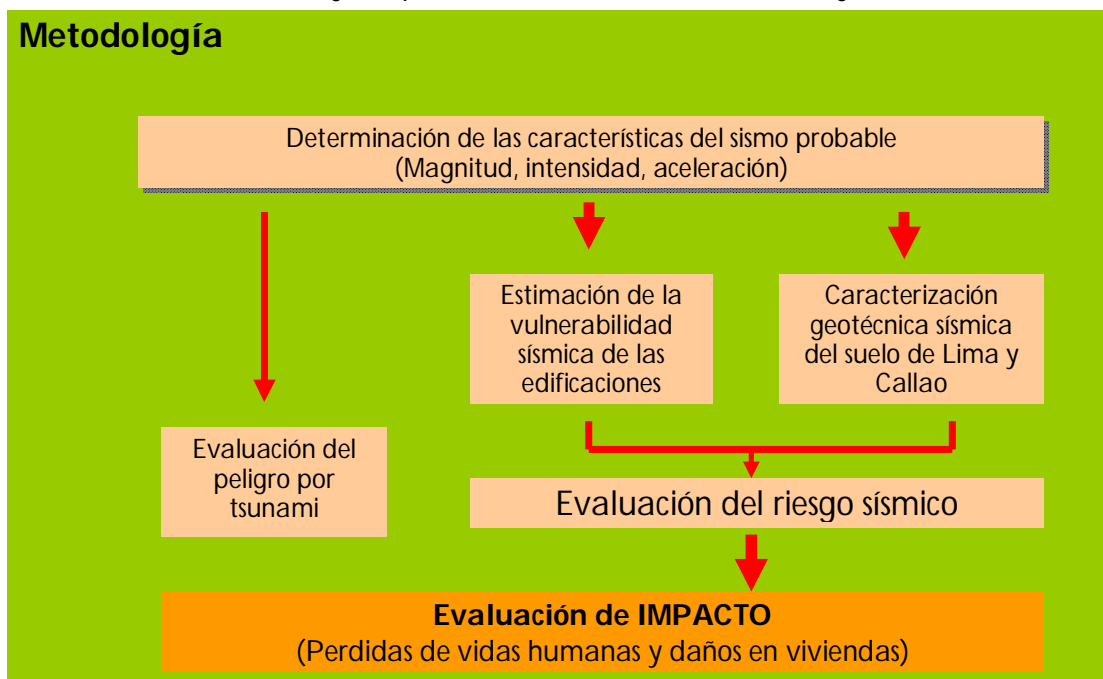 Metodología
Determinación de las características del sismo probable
(Magnitud, intensidad, aceleración)
Estimación de la
vulnerabilidad
sísmica de las
edificaciones
Caracterización
geotécnica sísmica
del suelo de Lima y
Callao
Evaluación del
peligro por
tsunami
Evaluación del riesgo sísmico
Evaluación de IMPACTO
(Perdidas de vidas humanas y daños en viviendas)